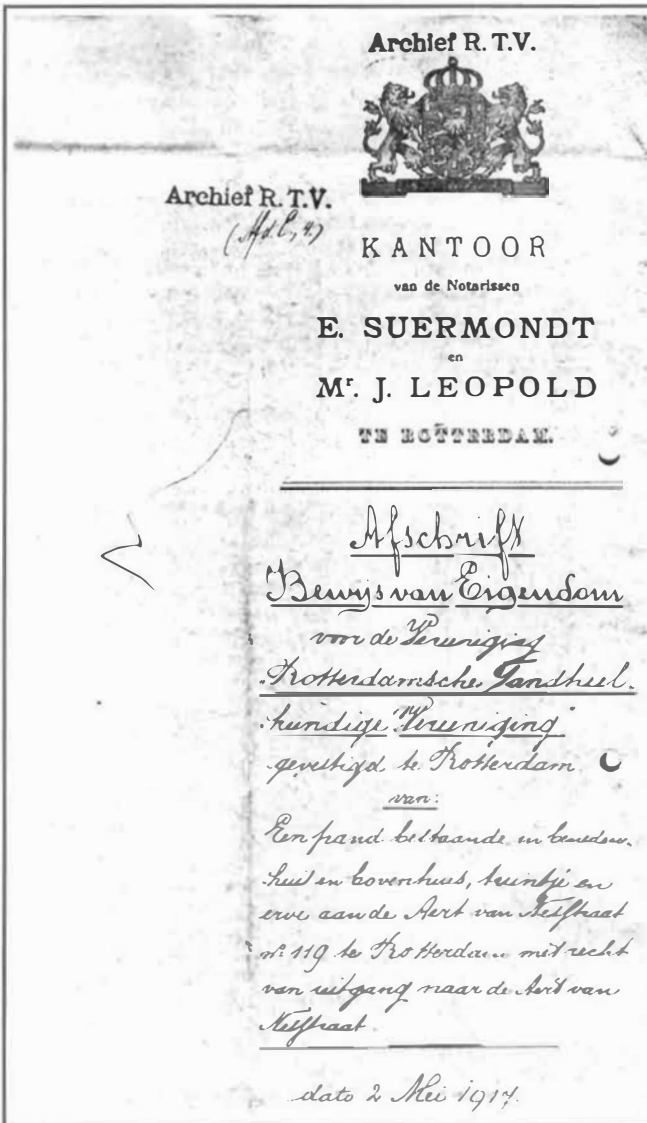 Archief R. T.V.
Archief R. T.V.
KANTOOR
van de Notarissen
E. SUERMONDT
en
Mr. J. LEOPOLD
TE ROTTERDAM.
Afschrift
Bewijs van Eigendom
voor de Vereeniging
"Rotterdamsche Tandheel-
kundige Vereeniging"
gevestigd te Rotterdam
van:
Een pand bestaande in beneden-
huis en bovenhuis, tuintje en
erve aan de Aert van Nesstraat
no 119 te Rotterdam met recht
van uitgang naar de Aert van
Nesstraat.
dato 2 Mei 1917.